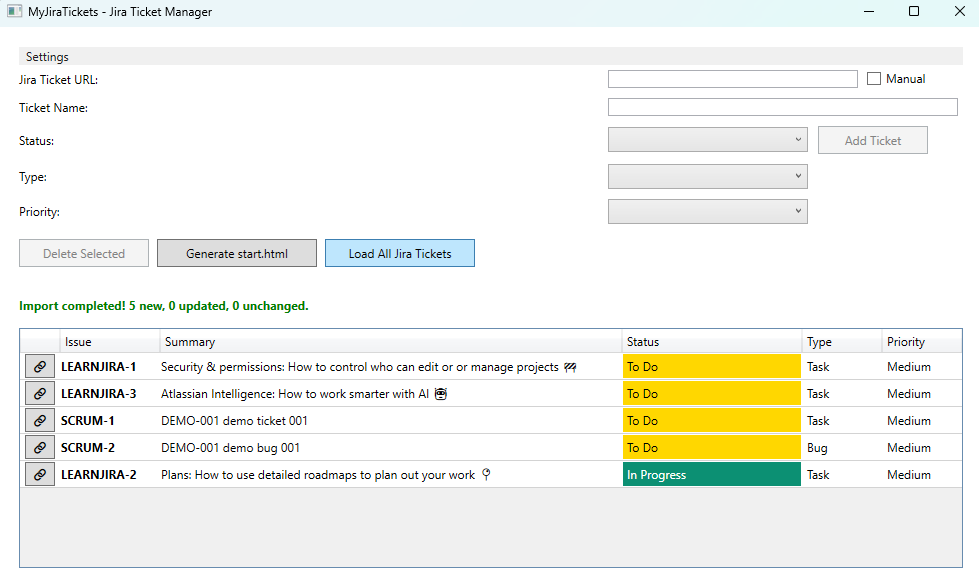 MyJiraTickets - Jira Ticket Manager
Settings
Jira Ticket URL:
Manual
Ticket Name:
Status:
Add Ticket
Type:
Priority:
Delete Selected Generate start.html Load All Jira Tickets
Import completed! 5 new, 0 updated, 0 unchanged.
Issue Summary Status Type Priority
LEARNJIRA-1 Security & permissions: How to control who can edit or or manage projects 🚧 To Do Task Medium
LEARNJIRA-3 Atlassian Intelligence: How to work smarter with AI 🤖 To Do Task Medium
SCRUM-1 DEMO-001 demo ticket 001 To Do Task Medium
SCRUM-2 DEMO-001 demo bug 001 To Do Bug Medium
LEARNJIRA-2 Plans: How to use detailed roadmaps to plan out your work 📍 In Progress Task Medium